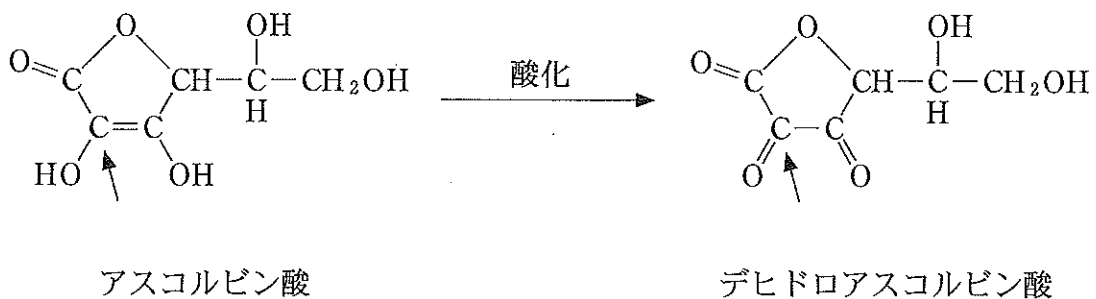 OH OH
O O
O=C CH-C-CH₂OH 酸化 O=C CH-C-CH₂OH
H H
C=C C-C
HO OH O O
アスコルビン酸 デヒドロアスコルビン酸